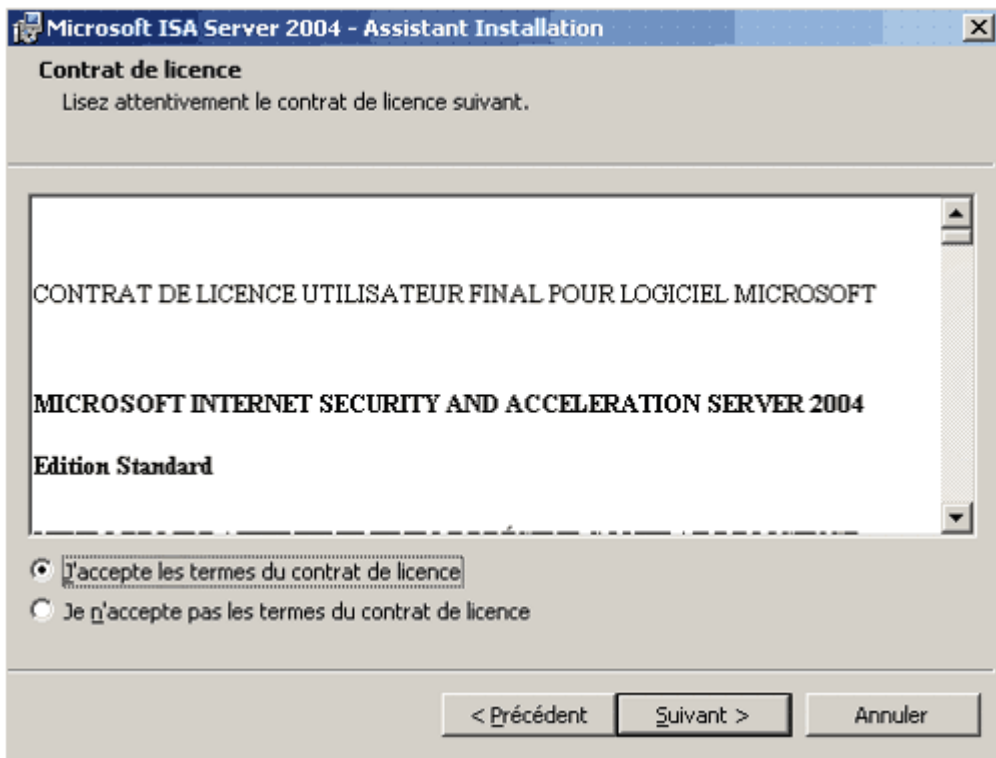 Microsoft ISA Server 2004 - Assistant Installation
Contrat de licence
Lisez attentivement le contrat de licence suivant.
CONTRAT DE LICENCE UTILISATEUR FINAL POUR LOGICIEL MICROSOFT
MICROSOFT INTERNET SECURITY AND ACCELERATION SERVER 2004
Edition Standard
J'accepte les termes du contrat de licence
Je n'accepte pas les termes du contrat de licence
< Précédent
Suivant >
Annuler